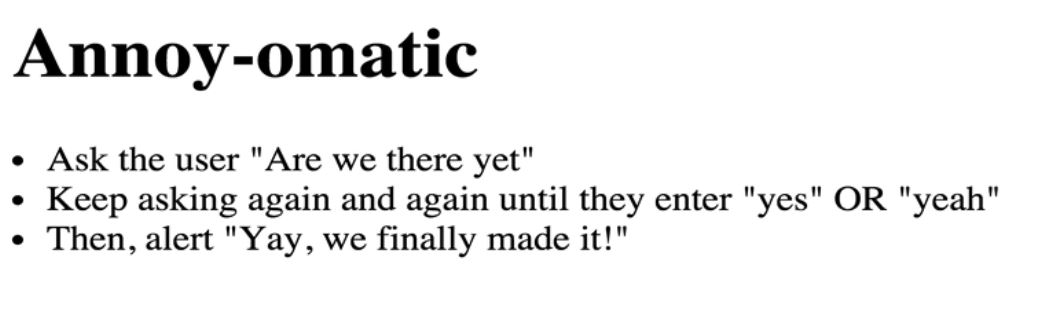 Annoy-omatic
• Ask the user "Are we there yet"
• Keep asking again and again until they enter "yes" OR "yeah"
• Then, alert "Yay, we finally made it!"